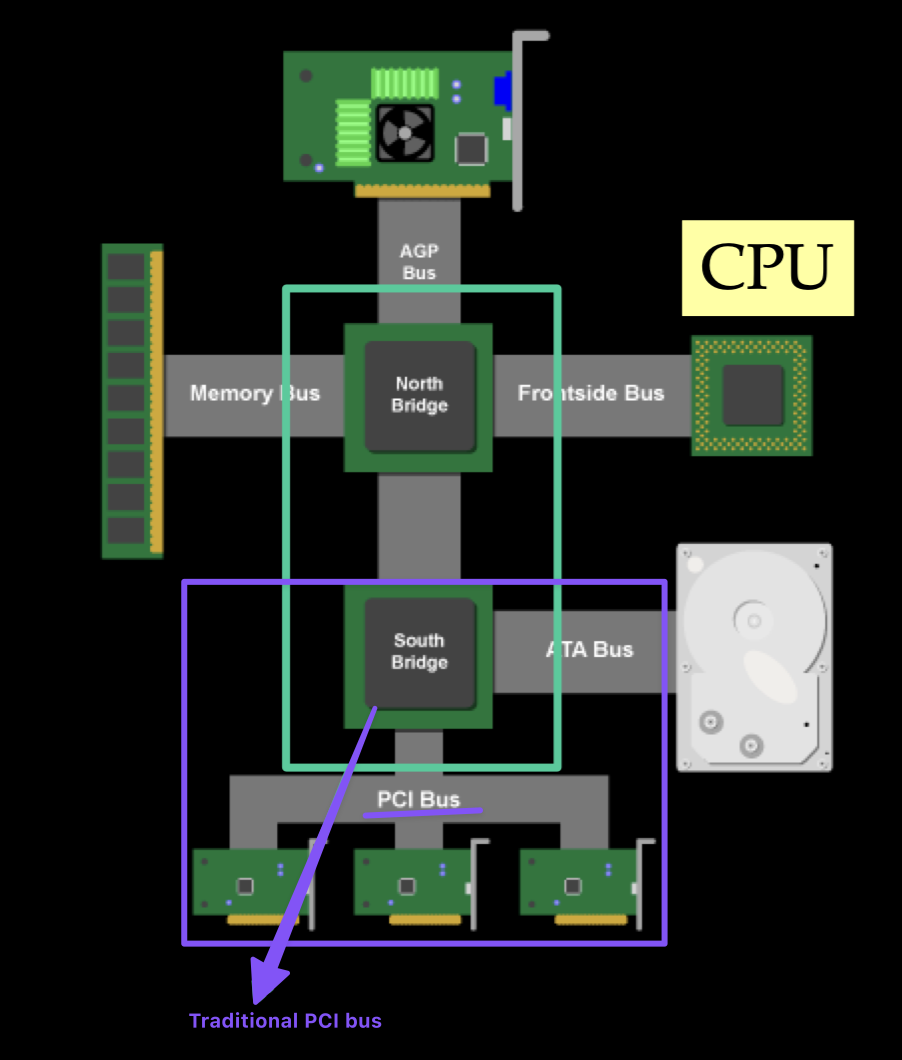 AGP
Bus
CPU
Memory Bus
North
Bridge
Frontside Bus
South
Bridge
ATA Bus
PCI Bus
Traditional PCI bus